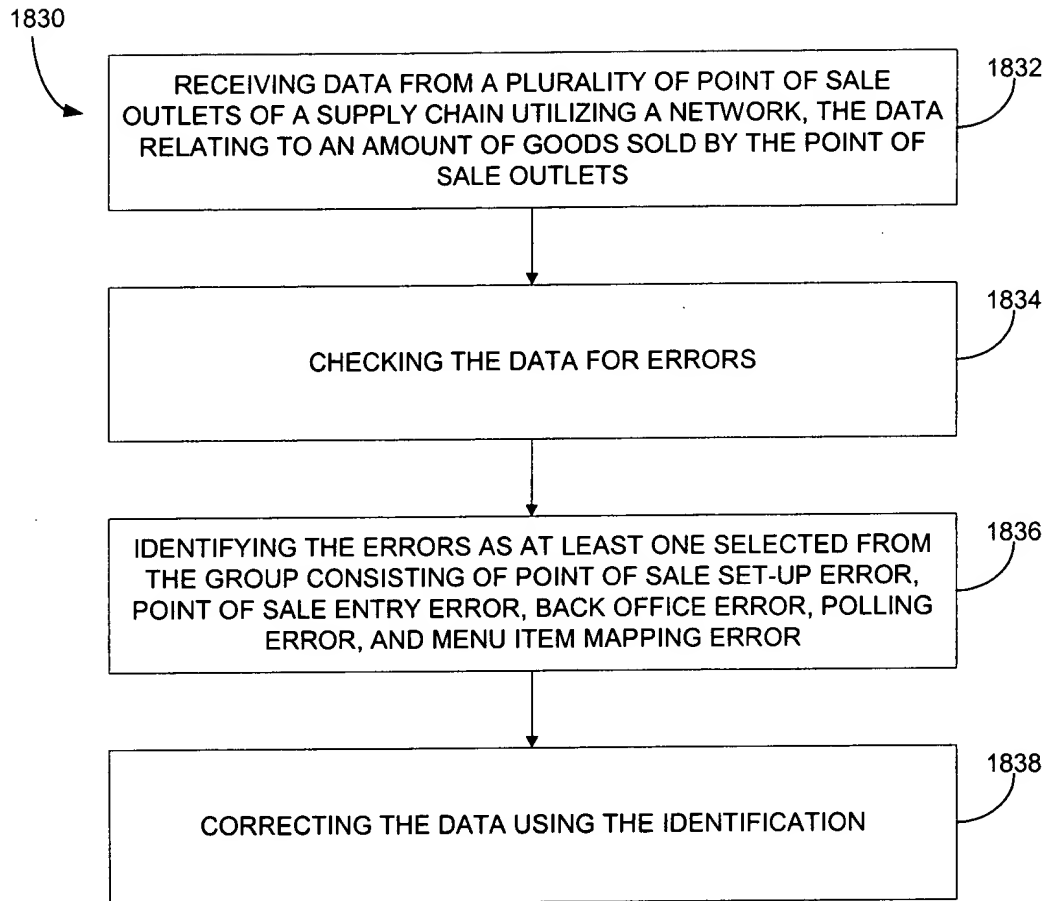 1830
1832
RECEIVING DATA FROM A PLURALITY OF POINT OF SALE
OUTLETS OF A SUPPLY CHAIN UTILIZING A NETWORK, THE DATA
RELATING TO AN AMOUNT OF GOODS SOLD BY THE POINT OF
SALE OUTLETS
1834
CHECKING THE DATA FOR ERRORS
1836
IDENTIFYING THE ERRORS AS AT LEAST ONE SELECTED FROM
THE GROUP CONSISTING OF POINT OF SALE SET-UP ERROR,
POINT OF SALE ENTRY ERROR, BACK OFFICE ERROR, POLLING
ERROR, AND MENU ITEM MAPPING ERROR
1838
CORRECTING THE DATA USING THE IDENTIFICATION